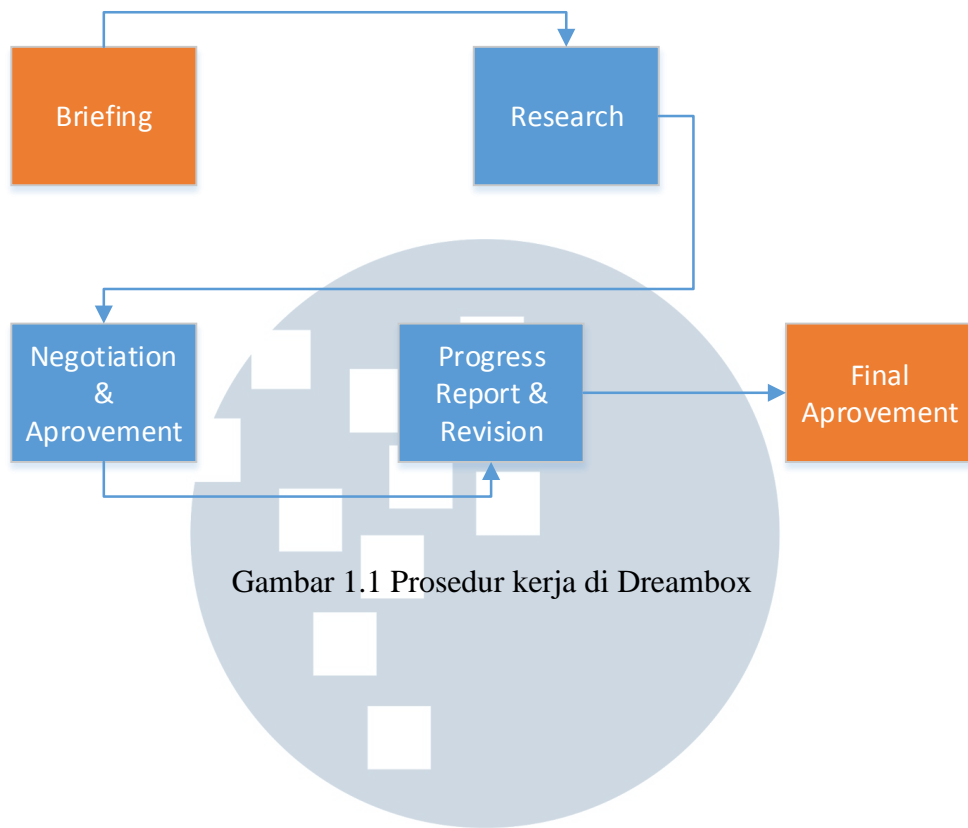 Briefing
Research
Negotiation
&
Aprovement
Progress
Report &
Revision
Final
Aprovement
Gambar 1.1 Prosedur kerja di Dreambox